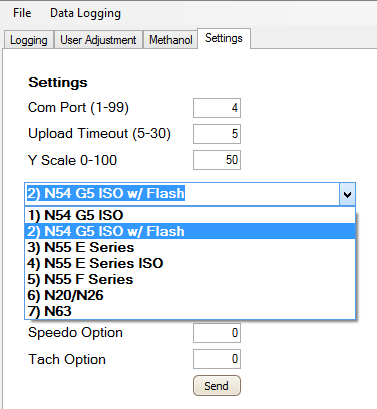 File Data Logging
Logging User Adjustment Methanol Settings
Settings
Com Port (1-99) 4
Upload Timeout (5-30) 5
Y Scale 0-100 50
2) N54 G5 ISO w/ Flash
1) N54 G5 ISO
2) N54 G5 ISO w/ Flash
3) N55 E Series
4) N55 E Series ISO
5) N55 F Series
6) N20/N26
7) N63
Speedo Option 0
Tach Option 0
Send